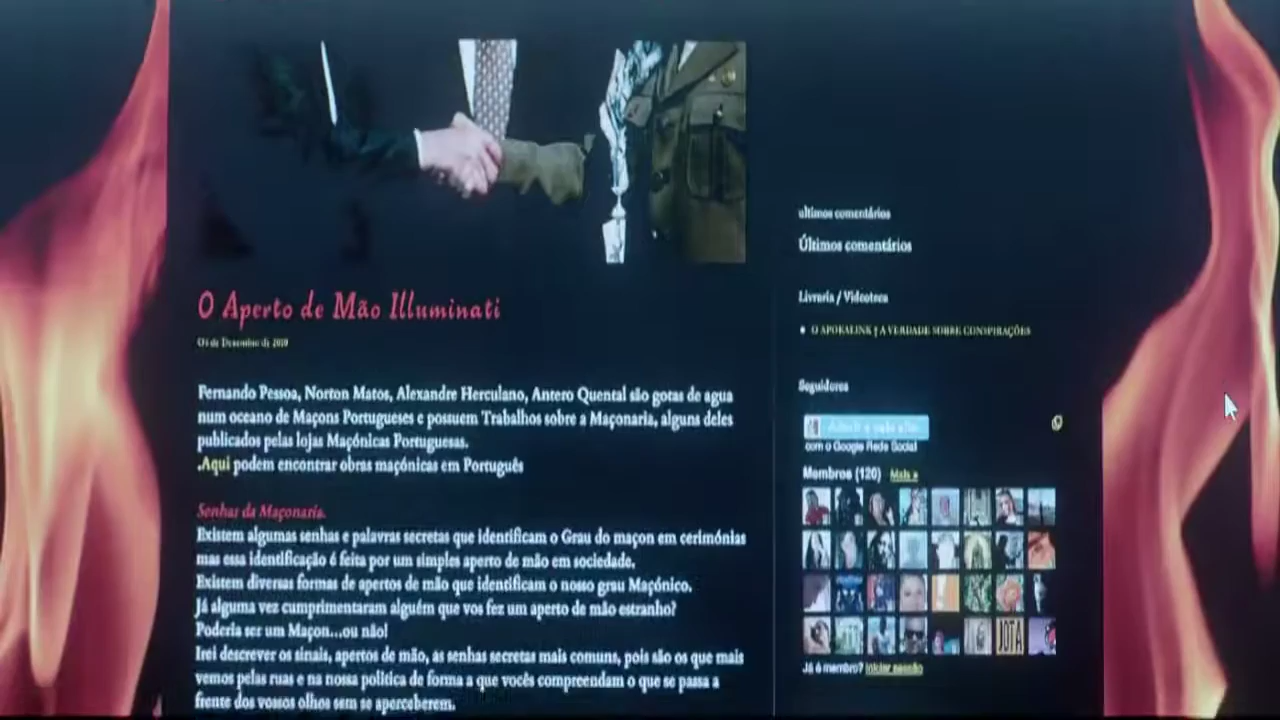 O Aperto de Mão Illuminati
Fernando Pessoa, Norton Matos, Alexandre Herculano, Antero Quental são gotas de agua
num oceano de Maçons Portugueses e possuem Trabalhos sobre a Maçonaria, alguns deles
publicados pelas lojas Maçónicas Portuguesas.
.Aqui podem encontrar obras maçónicas em Português
Senhas da Maçonaria.
Existem algumas senhas e palavras secretas que identificam o Grau do maçon em cerimónias
mas essa identificação é feita por um simples aperto de mão em sociedade.
Existem diversas formas de apertos de mão que identificam o nosso grau Maçónico.
Já alguma vez cumprimentaram alguém que vos fez um aperto de mão estranho?
Poderia ser um Maçon...ou não!
Irei descrever os sinais, apertos de mão, as senhas secretas mais comuns, pois são os que mais
vemos pelas ruas e na nossa politica de forma a que vocês compreendam o que se passa a
frente dos vossos olhos sem se aperceberem.
ultimos comentários
Últimos comentários
Livraria / Videoteca
O APOKALINK † A VERDADE SOBRE CONSPIRAÇÕES
Seguidores
com o Google Rede Social
Membros (120) Mais »
JOTA
Já é membro? Iniciar sessão